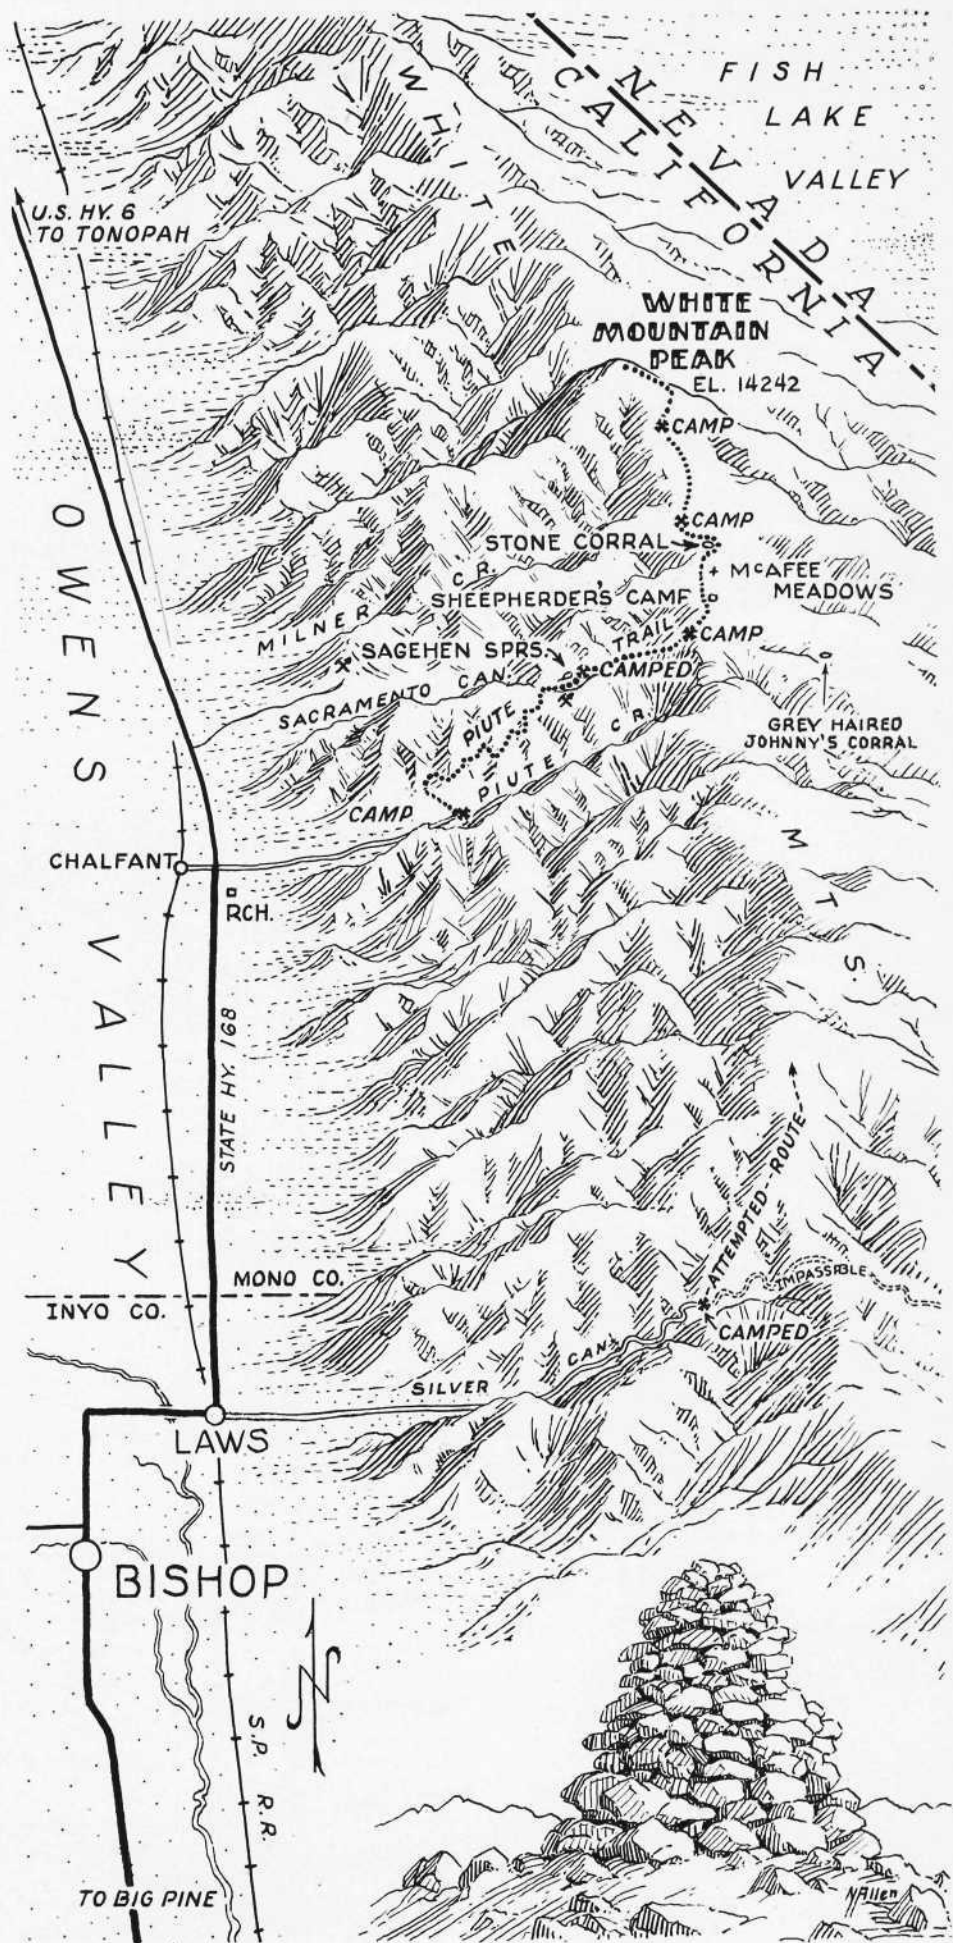 FISH
LAKE
VALLEY
NEVADA
CALIFORNIA
WHITE
U.S. HY. 6
TO TONOPAH
WHITE
MOUNTAIN
PEAK
EL. 14242
CAMP
CAMP
STONE CORRAL
McAFEE
MEADOWS
MILNER CR.
SHEEPHERDER'S CAMP
TRAIL
CAMP
SAGEHEN SPRS.
CAMPED
SACRAMENTO CAN.
PIUTE
PIUTE CR.
GREY HAIRED
JOHNNY'S CORRAL
CAMP
OWENS VALLEY
CHALFANT
RCH.
MTS.
STATE HY. 168
ATTEMPTED ROUTE
IMPASSIBLE
MONO CO.
INYO CO.
CAMPED
SILVER CAN.
LAWS
BISHOP
N
S.P. R.R.
TO BIG PINE
NAllen